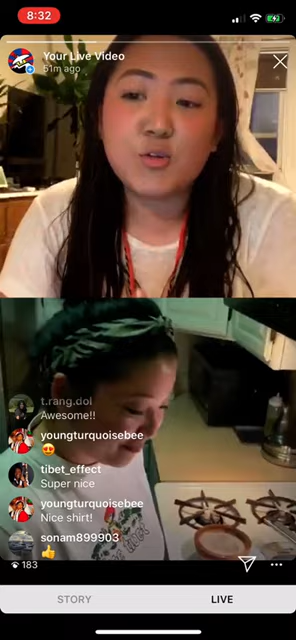 8:32
Your Live Video
51m ago
t.rang.dol
Awesome!!
youngturquoisebee
😍
tibet_effect
Super nice
youngturquoisebee
Nice shirt!
sonam899903
👍
183
STORY
LIVE